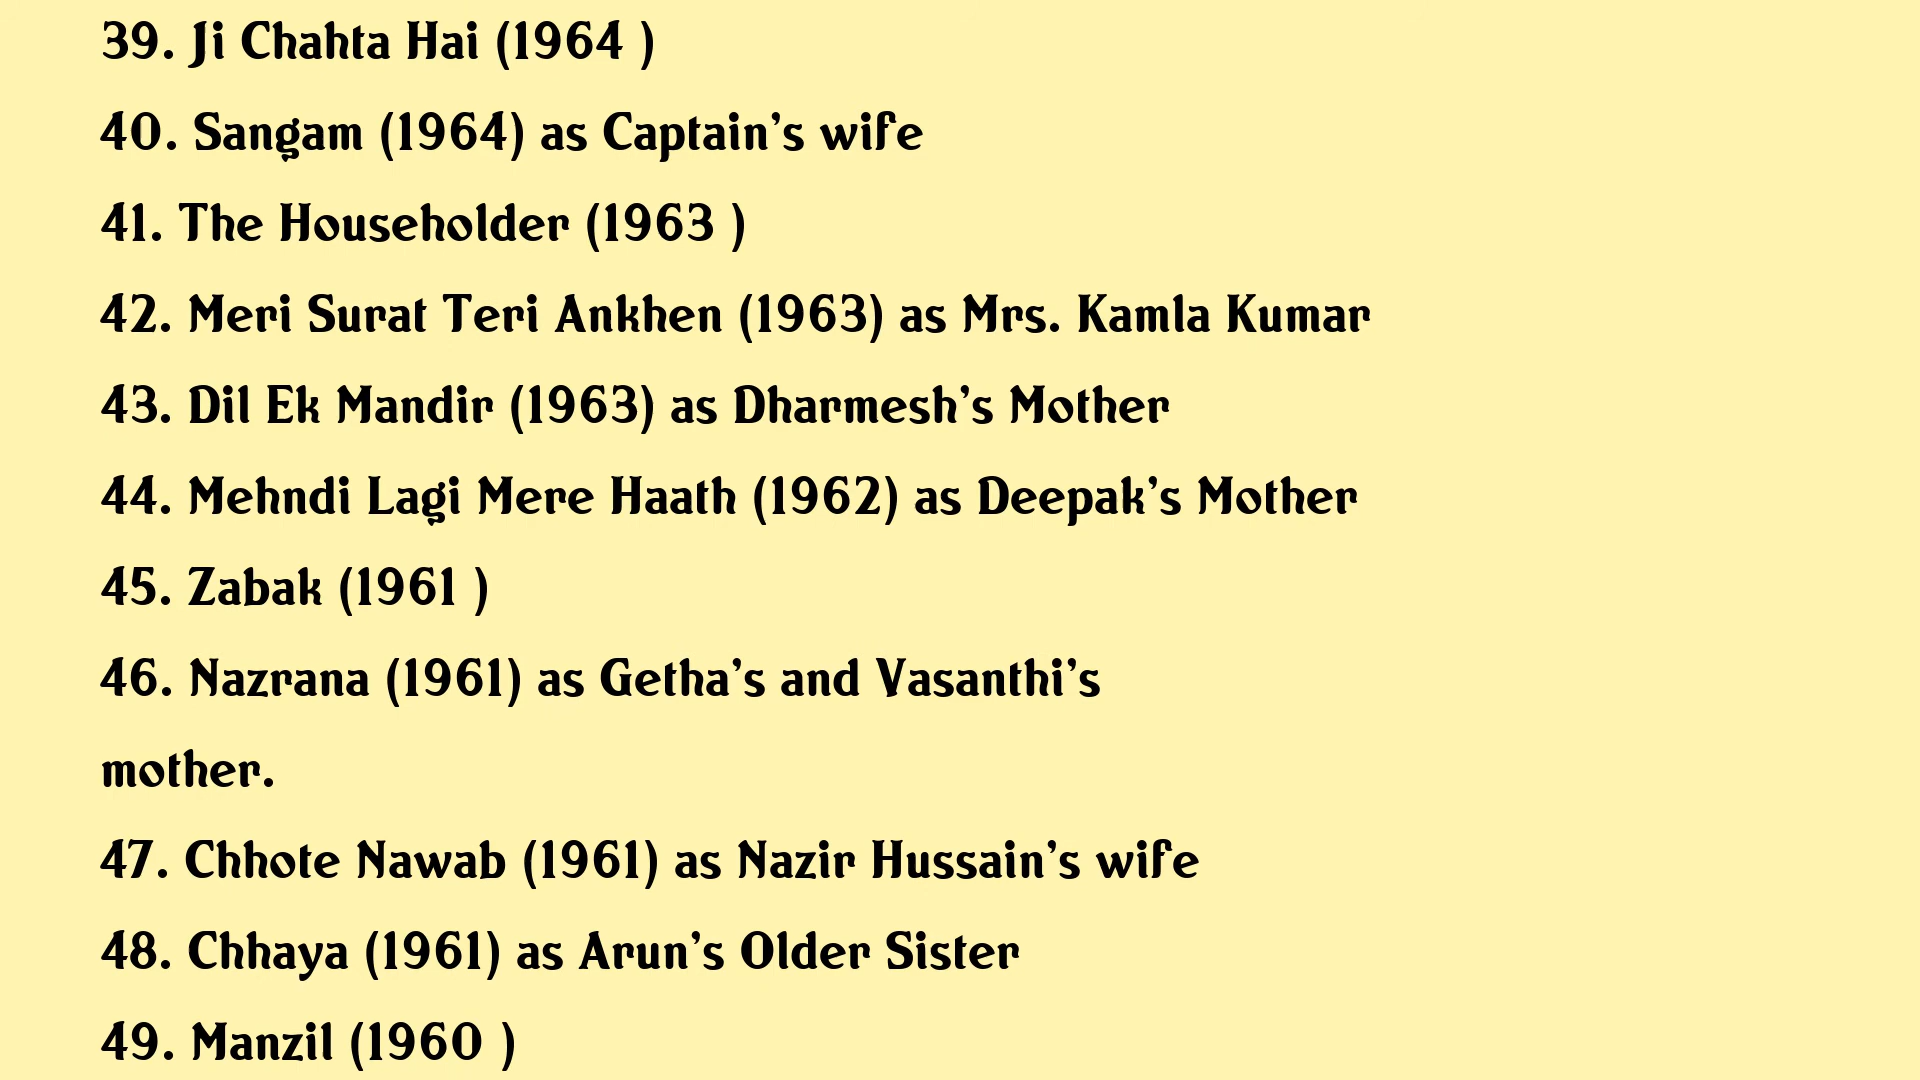 39. Ji Chahta Hai (1964 )
40. Sangam (1964) as Captain's wife
41. The Householder (1963 )
42. Meri Surat Teri Ankhen (1963) as Mrs. Kamla Kumar
43. Dil Ek Mandir (1963) as Dharmesh's Mother
44. Mehndi Lagi Mere Haath (1962) as Deepak's Mother
45. Zabak (1961 )
46. Nazrana (1961) as Getha's and Vasanthi's
mother.
47. Chhote Nawab (1961) as Nazir Hussain's wife
48. Chhaya (1961) as Arun's Older Sister
49. Manzil (1960 )